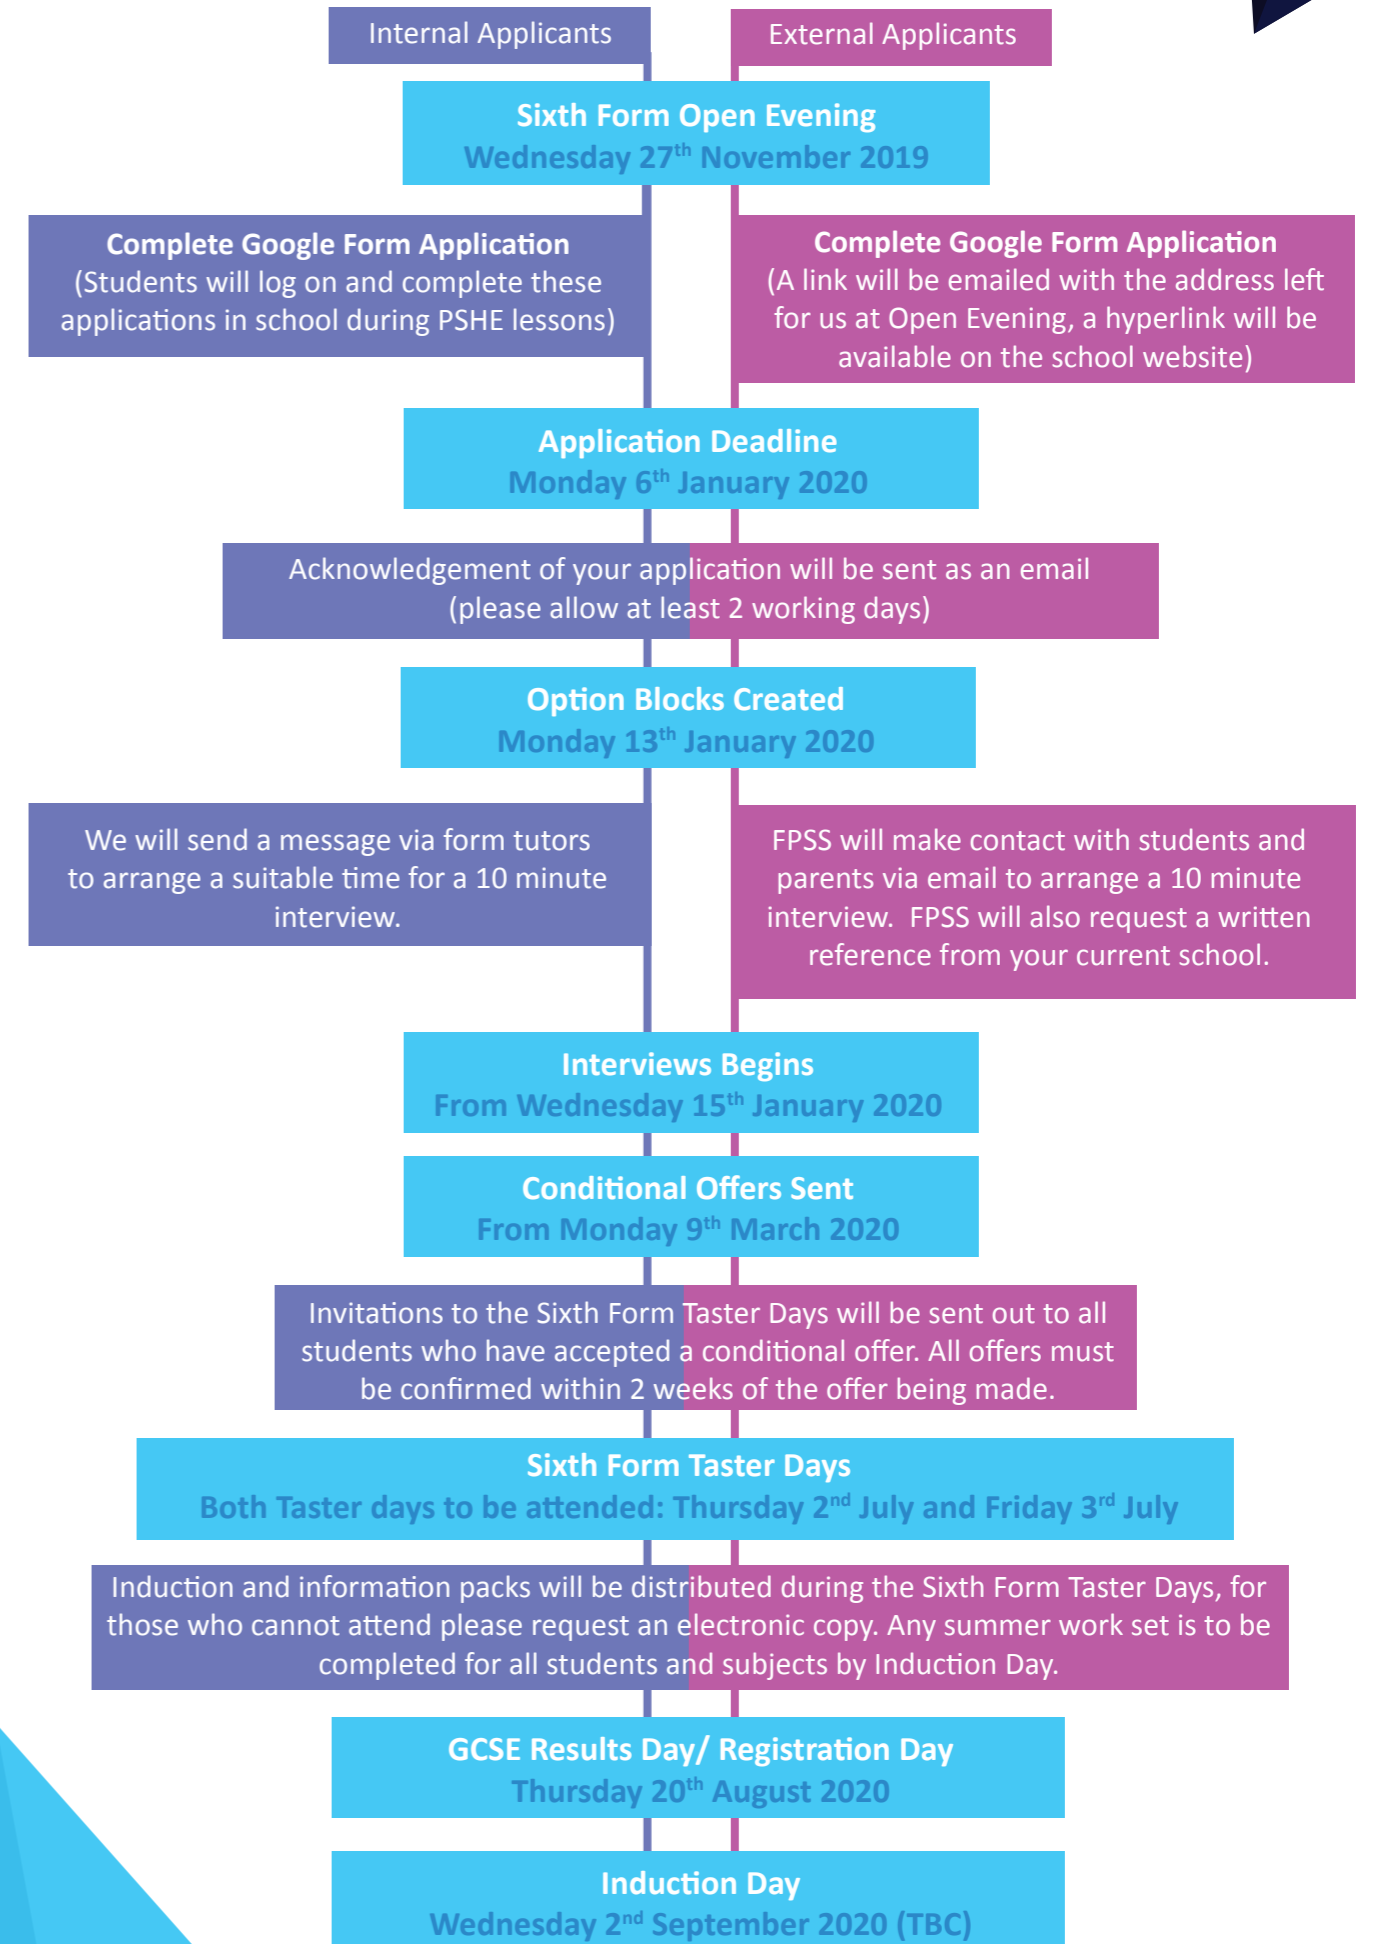 Internal Applicants
External Applicants
Sixth Form Open Evening
Wednesday 27th November 2019
Complete Google Form Application
(Students will log on and complete these
applications in school during PSHE lessons)
Complete Google Form Application
(A link will be emailed with the address left
for us at Open Evening, a hyperlink will be
available on the school website)
Application Deadline
Monday 6th January 2020
Acknowledgement of your application will be sent as an email
(please allow at least 2 working days)
Option Blocks Created
Monday 13th January 2020
We will send a message via form tutors
to arrange a suitable time for a 10 minute
interview.
FPSS will make contact with students and
parents via email to arrange a 10 minute
interview.  FPSS will also request a written
reference from your current school.
Interviews Begins
From Wednesday 15th January 2020
Conditional Offers Sent
From Monday 9th March 2020
Invitations to the Sixth Form Taster Days will be sent out to all
students who have accepted a conditional offer. All offers must
be confirmed within 2 weeks of the offer being made.
Sixth Form Taster Days
Both Taster days to be attended: Thursday 2nd July and Friday 3rd July
Induction and information packs will be distributed during the Sixth Form Taster Days, for
those who cannot attend please request an electronic copy. Any summer work set is to be
completed for all students and subjects by Induction Day.
GCSE Results Day/ Registration Day
Thursday 20th August 2020
Induction Day
Wednesday 2nd September 2020 (TBC)